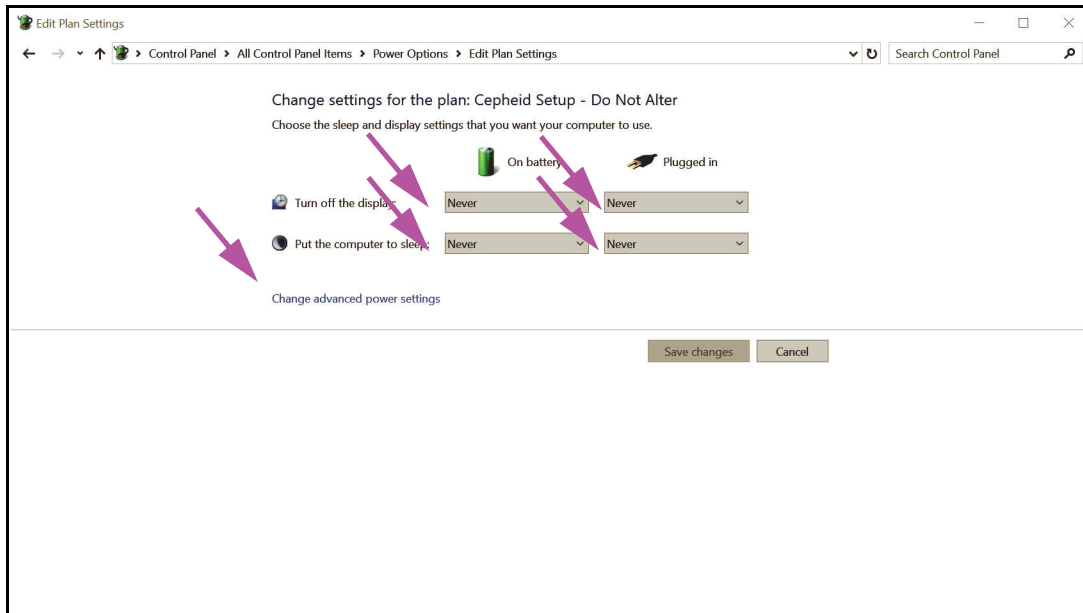 Edit Plan Settings
Control Panel > All Control Panel Items > Power Options > Edit Plan Settings
Search Control Panel
Change settings for the plan: Cepheid Setup - Do Not Alter
Choose the sleep and display settings that you want your computer to use.
On battery Plugged in
Turn off the display: Never Never
Put the computer to sleep: Never Never
Change advanced power settings
Save changes Cancel